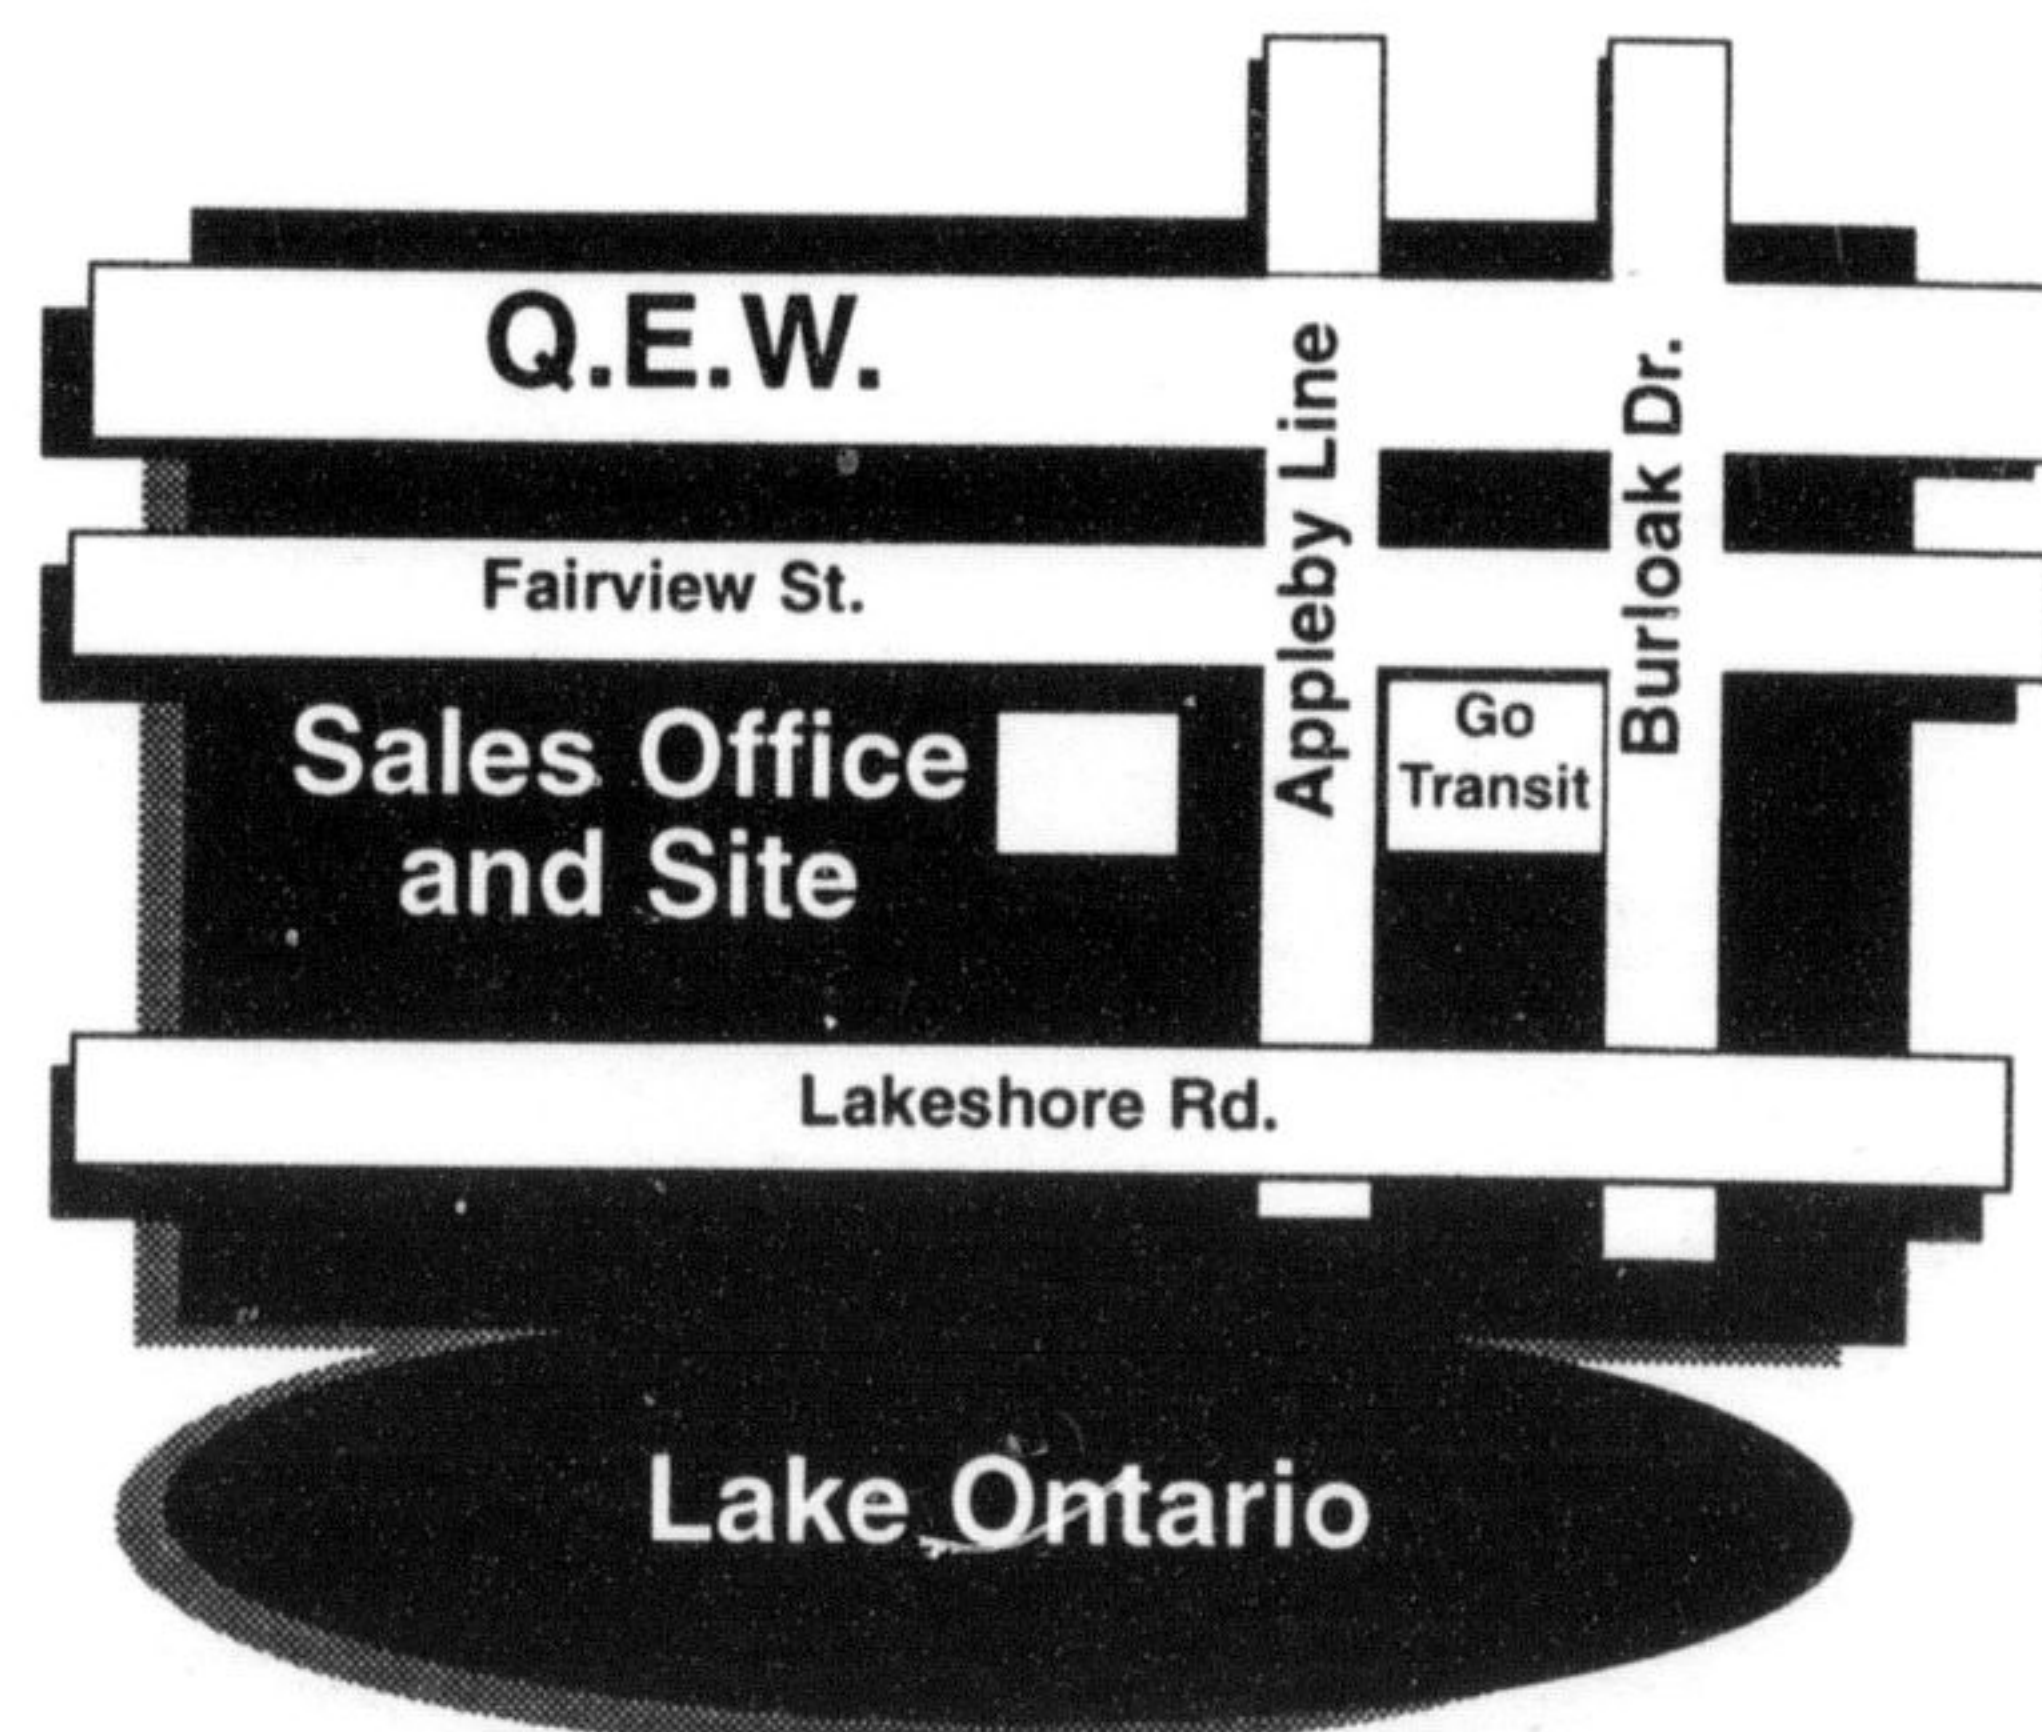 Q.E.W.
Appleby Line
Burloak Dr.
Fairview St.
Sales Office
and Site
Go
Transit
Lakeshore Rd.
Lake Ontario